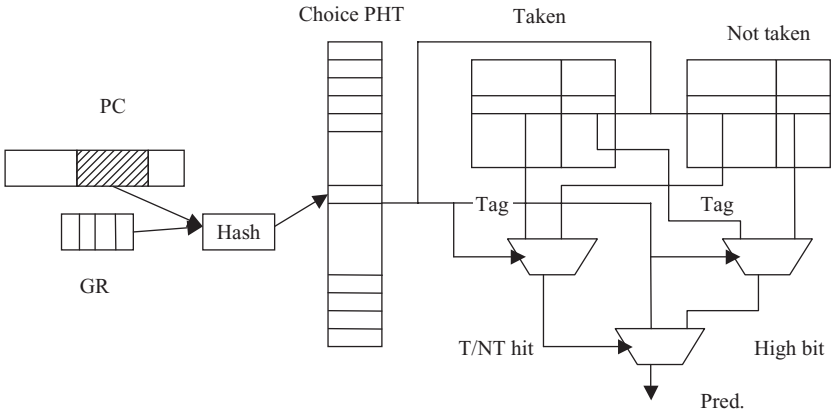 Choice PHT
Taken
Not taken
PC
Hash
GR
Tag
Tag
T/NT hit
High bit
Pred.